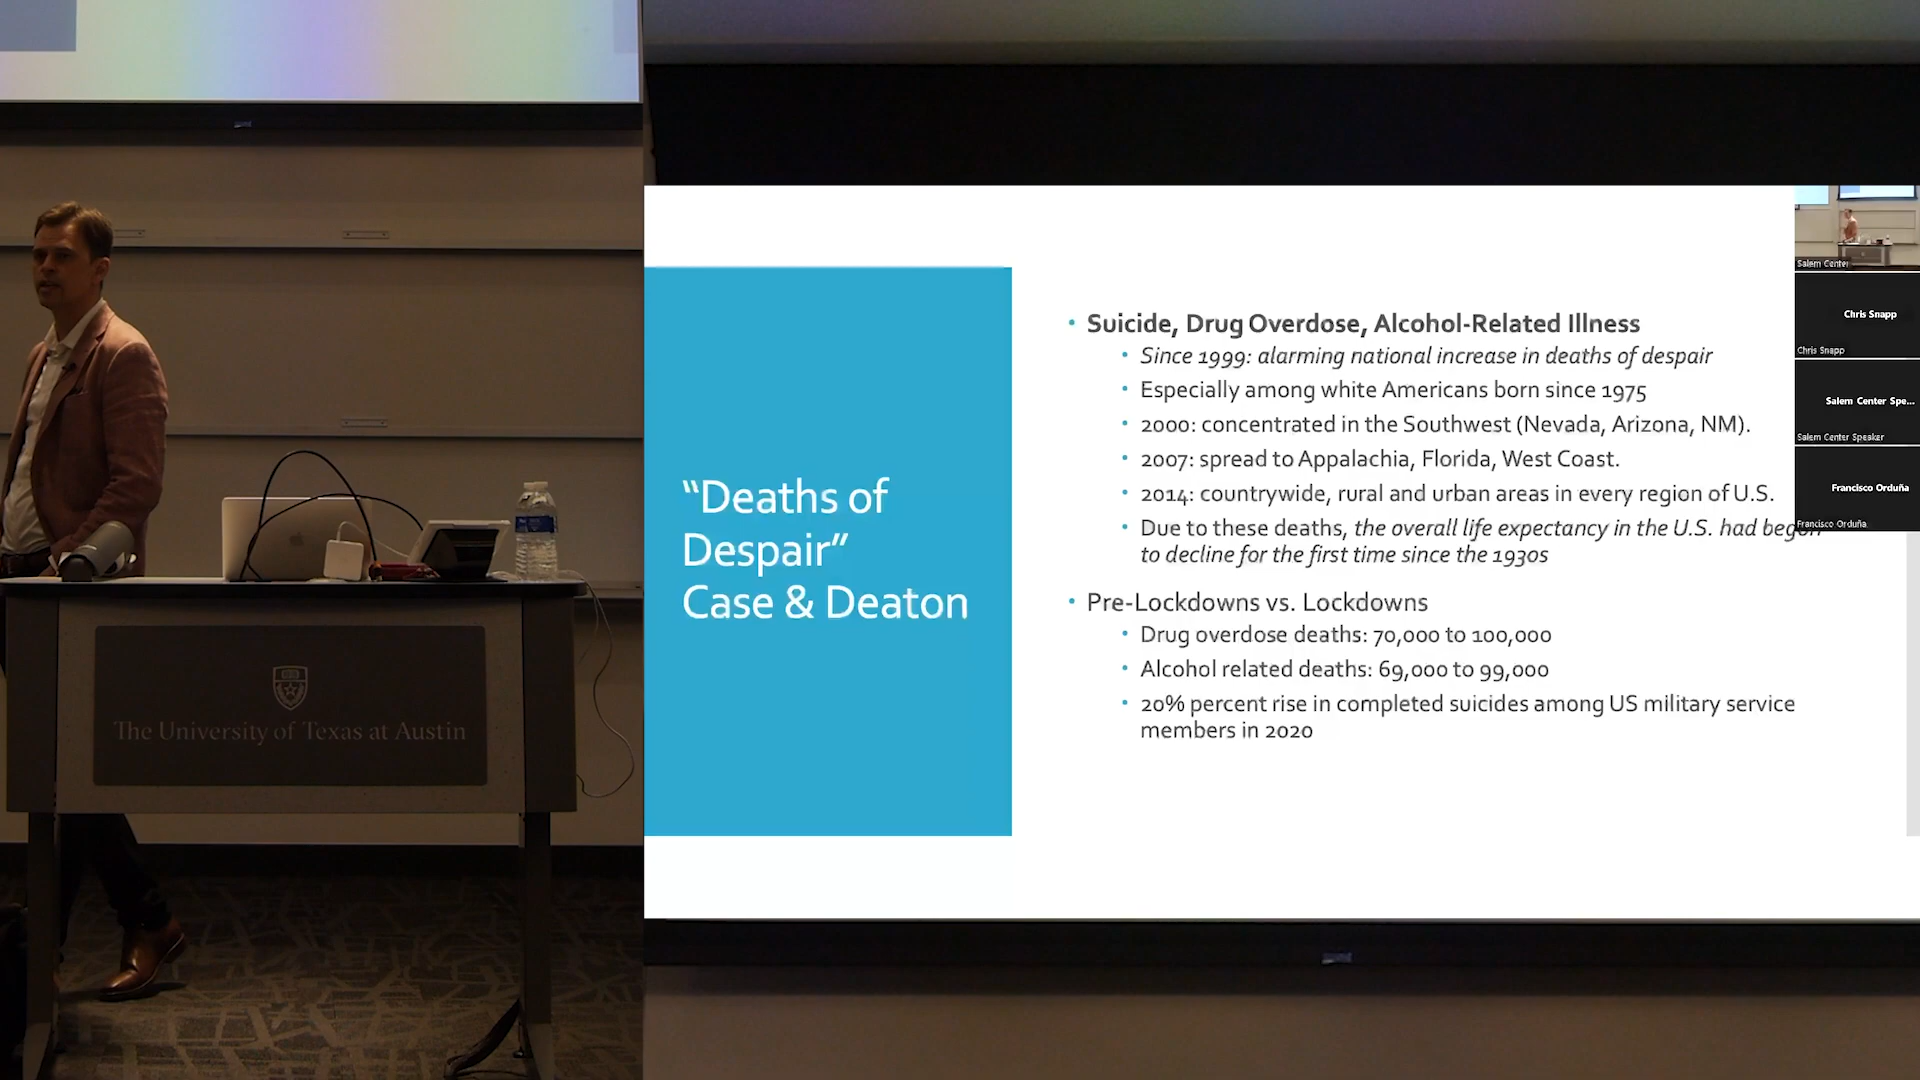 The University of Texas at Austin
"Deaths of
Despair"
Case & Deaton
• Suicide, Drug Overdose, Alcohol-Related Illness
• Since 1999: alarming national increase in deaths of despair
• Especially among white Americans born since 1975
• 2000: concentrated in the Southwest (Nevada, Arizona, NM).
• 2007: spread to Appalachia, Florida, West Coast.
• 2014: countrywide, rural and urban areas in every region of U.S.
• Due to these deaths, the overall life expectancy in the U.S. had begun
to decline for the first time since the 1930s
• Pre-Lockdowns vs. Lockdowns
• Drug overdose deaths: 70,000 to 100,000
• Alcohol related deaths: 69,000 to 99,000
• 20% percent rise in completed suicides among US military service
members in 2020
Salem Center
Chris Snapp
Chris Snapp
Salem Center Spe...
Salem Center Speaker
Francisco Orduña
Francisco Orduña